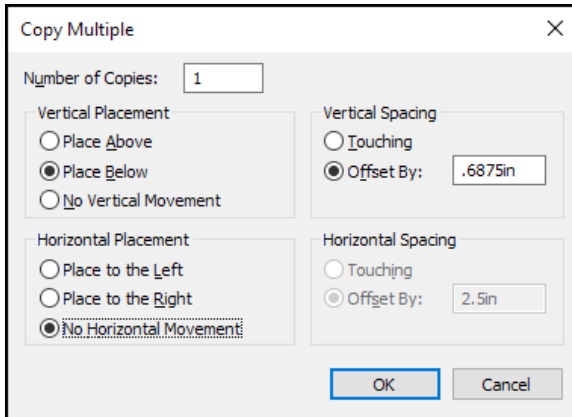 Copy Multiple
Number of Copies: 1
Vertical Placement
Place Above
Place Below
No Vertical Movement
Vertical Spacing
Touching
Offset By: .6875in
Horizontal Placement
Place to the Left
Place to the Right
No Horizontal Movement
Horizontal Spacing
Touching
Offset By: 2.5in
OK Cancel